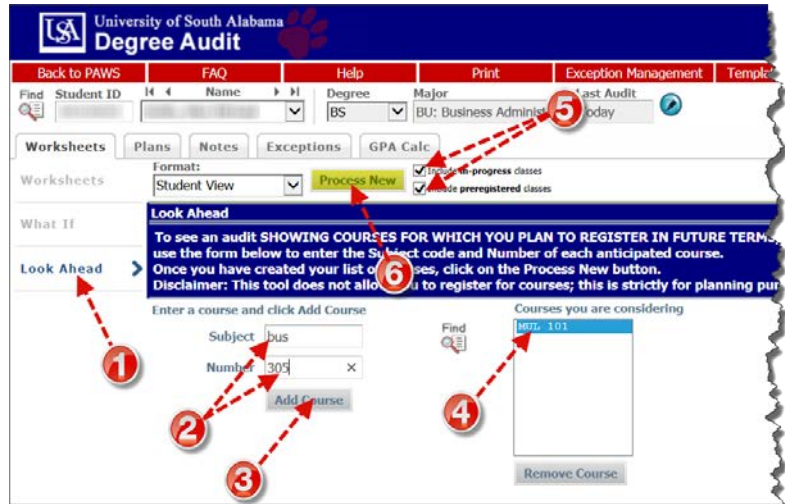 USA University of South Alabama
Degree Audit
Back to PAWS FAQ Help Print Exception Management
Find Student ID Name Degree Major Last Audit
BS BU: Business Administ
Worksheets Plans Notes Exceptions GPA Calc
Worksheets
Format:
Student View Process New
Include in-progress classes
Include preregistered classes
5
What If
Look Ahead
Look Ahead
To see an audit SHOWING COURSES FOR WHICH YOU PLAN TO REGISTER IN FUTURE TERMS,
use the form below to enter the Subject code and Number of each anticipated course.
Once you have created your list of courses, click on the Process New button.
Disclaimer: This tool does not allow you to register for courses; this is strictly for planning
6
Enter a course and click Add Course
Subject bus
Number 305 ×
Add Course
Find
Courses you are considering
MUL 101
Remove Course
1
2
3
4